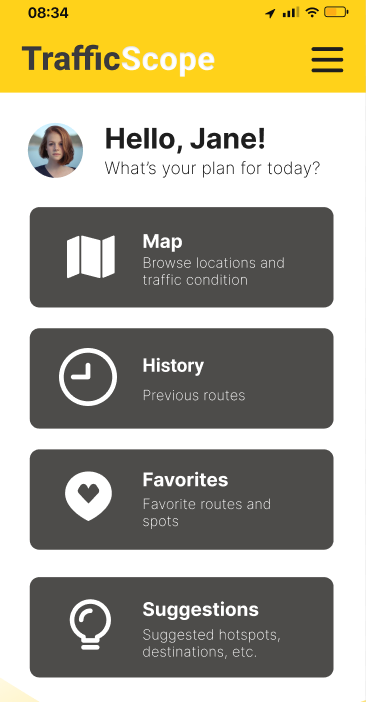 08:34
TrafficScope
Hello, Jane!
What's your plan for today?
Map
Browse locations and
traffic condition
History
Previous routes
Favorites
Favorite routes and
spots
Suggestions
Suggested hotspots,
destinations, etc.